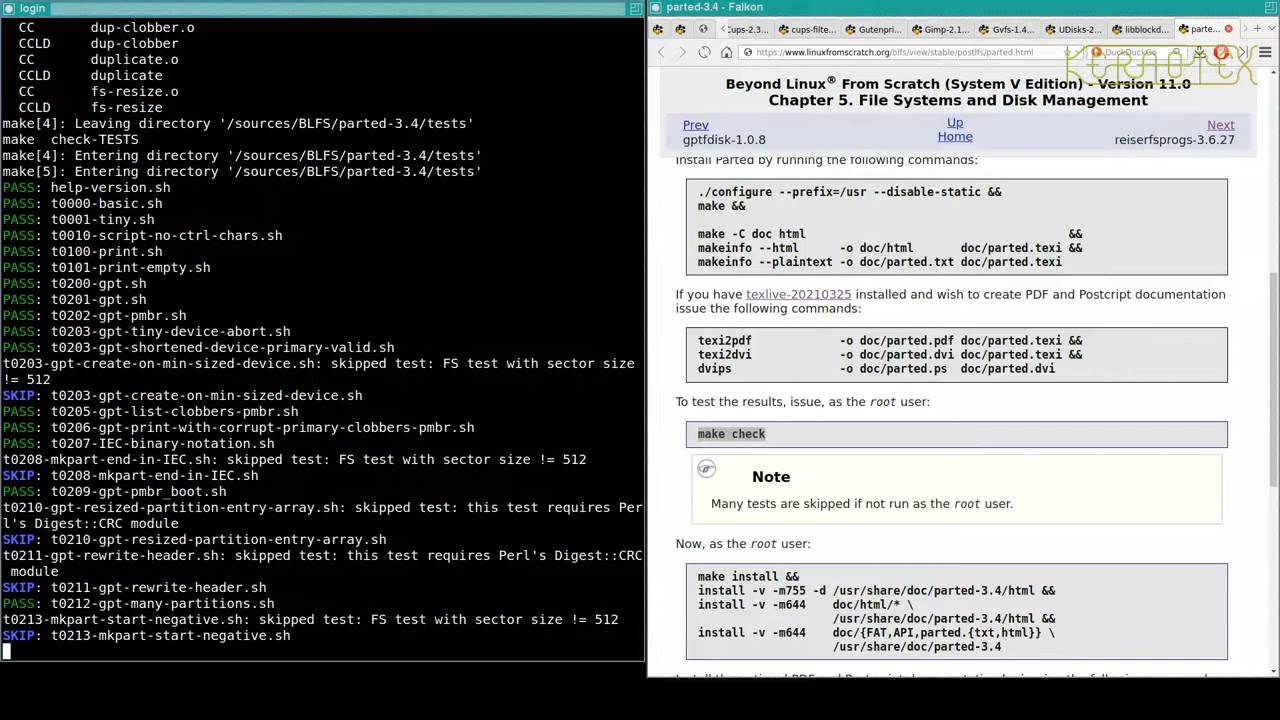 login
CC dup-clobber.o
CCLD dup-clobber
CC duplicate.o
CCLD duplicate
CC fs-resize.o
CCLD fs-resize
make[4]: Leaving directory '/sources/BLFS/parted-3.4/tests'
make  check-TESTS
make[4]: Entering directory '/sources/BLFS/parted-3.4/tests'
make[5]: Entering directory '/sources/BLFS/parted-3.4/tests'
PASS: help-version.sh
PASS: t0000-basic.sh
PASS: t0001-tiny.sh
PASS: t0010-script-no-ctrl-chars.sh
PASS: t0100-print.sh
PASS: t0101-print-empty.sh
PASS: t0200-gpt.sh
PASS: t0201-gpt.sh
PASS: t0202-gpt-pmbr.sh
PASS: t0203-gpt-tiny-device-abort.sh
PASS: t0203-gpt-shortened-device-primary-valid.sh
t0203-gpt-create-on-min-sized-device.sh: skipped test: FS test with sector size
!= 512
SKIP: t0203-gpt-create-on-min-sized-device.sh
PASS: t0205-gpt-list-clobbers-pmbr.sh
PASS: t0206-gpt-print-with-corrupt-primary-clobbers-pmbr.sh
PASS: t0207-IEC-binary-notation.sh
t0208-mkpart-end-in-IEC.sh: skipped test: FS test with sector size != 512
SKIP: t0208-mkpart-end-in-IEC.sh
PASS: t0209-gpt-pmbr_boot.sh
t0210-gpt-resized-partition-entry-array.sh: skipped test: this test requires Per
l's Digest::CRC module
SKIP: t0210-gpt-resized-partition-entry-array.sh
t0211-gpt-rewrite-header.sh: skipped test: this test requires Perl's Digest::CRC
module
SKIP: t0211-gpt-rewrite-header.sh
PASS: t0212-gpt-many-partitions.sh
t0213-mkpart-start-negative.sh: skipped test: FS test with sector size != 512
SKIP: t0213-mkpart-start-negative.sh
parted-3.4 - Falkon
Cups-2.3... cups-filte... Gutenpri... Gimp-2.1... Gvfs-1.4... UDisks-2... libblockd... parte...
https://www.linuxfromscratch.org/blfs/view/stable/postlfs/parted.html DuckDuckGo
KERAOTEX
Beyond Linux® From Scratch (System V Edition) - Version 11.0
Chapter 5. File Systems and Disk Management
Prev Up Next
gptfdisk-1.0.8 Home reiserfsprogs-3.6.27
Install Parted by running the following commands:
./configure --prefix=/usr --disable-static &&
make &&
make -C doc html &&
makeinfo --html -o doc/html doc/parted.texi &&
makeinfo --plaintext -o doc/parted.txt doc/parted.texi
If you have texlive-20210325 installed and wish to create PDF and Postcript documentation
issue the following commands:
texi2pdf -o doc/parted.pdf doc/parted.texi &&
texi2dvi -o doc/parted.dvi doc/parted.texi &&
dvips -o doc/parted.ps doc/parted.dvi
To test the results, issue, as the root user:
make check
Note
Many tests are skipped if not run as the root user.
Now, as the root user:
make install &&
install -v -m755 -d /usr/share/doc/parted-3.4/html &&
install -v -m644 doc/html/* \
/usr/share/doc/parted-3.4/html &&
install -v -m644 doc/{FAT,API,parted.{txt,html}} \
/usr/share/doc/parted-3.4